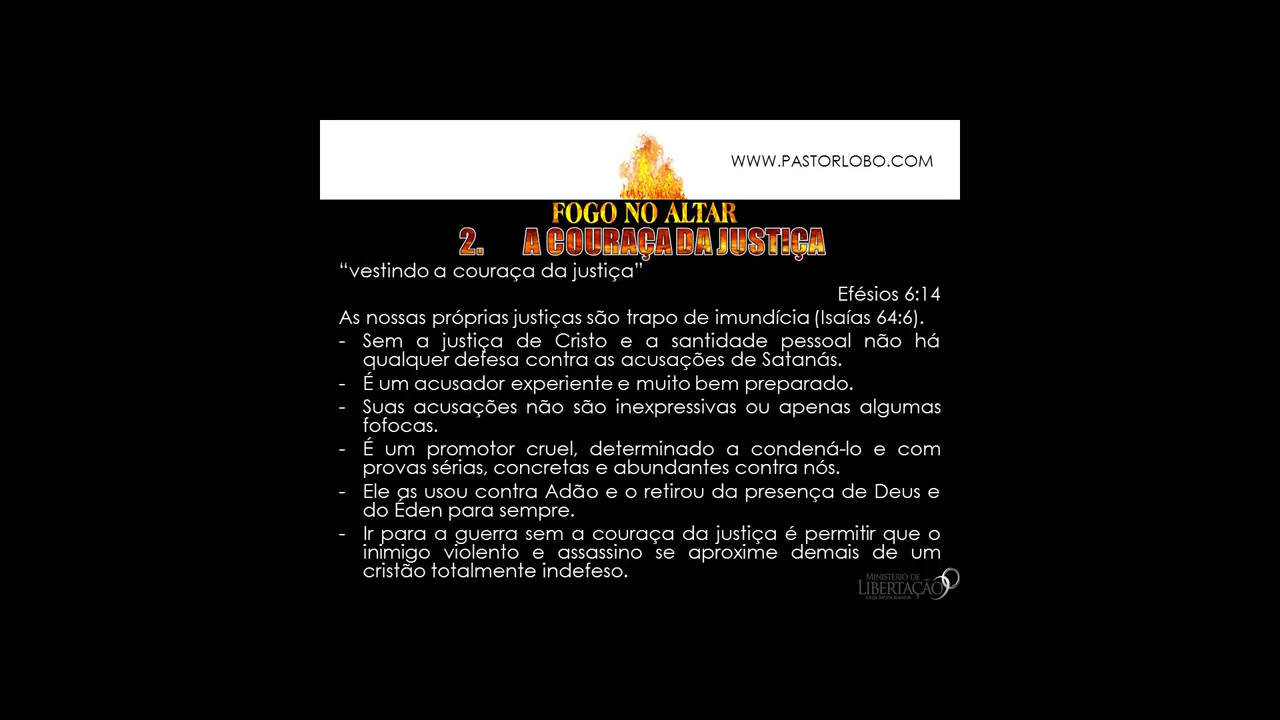 WWW.PASTORLOBO.COM
FOGO NO ALTAR
2. A COURAÇA DA JUSTIÇA
“vestindo a couraça da justiça”
Efésios 6:14
As nossas próprias justiças são trapo de imundícia (Isaías 64:6).
- Sem a justiça de Cristo e a santidade pessoal não há
qualquer defesa contra as acusações de Satanás.
- É um acusador experiente e muito bem preparado.
- Suas acusações não são inexpressivas ou apenas algumas
fofocas.
- É um promotor cruel, determinado a condená-lo e com
provas sérias, concretas e abundantes contra nós.
- Ele as usou contra Adão e o retirou da presença de Deus e
do Éden para sempre.
- Ir para a guerra sem a couraça da justiça é permitir que o
inimigo violento e assassino se aproxime demais de um
cristão totalmente indefeso.
MINISTÉRIO DE
LIBERTAÇÃO